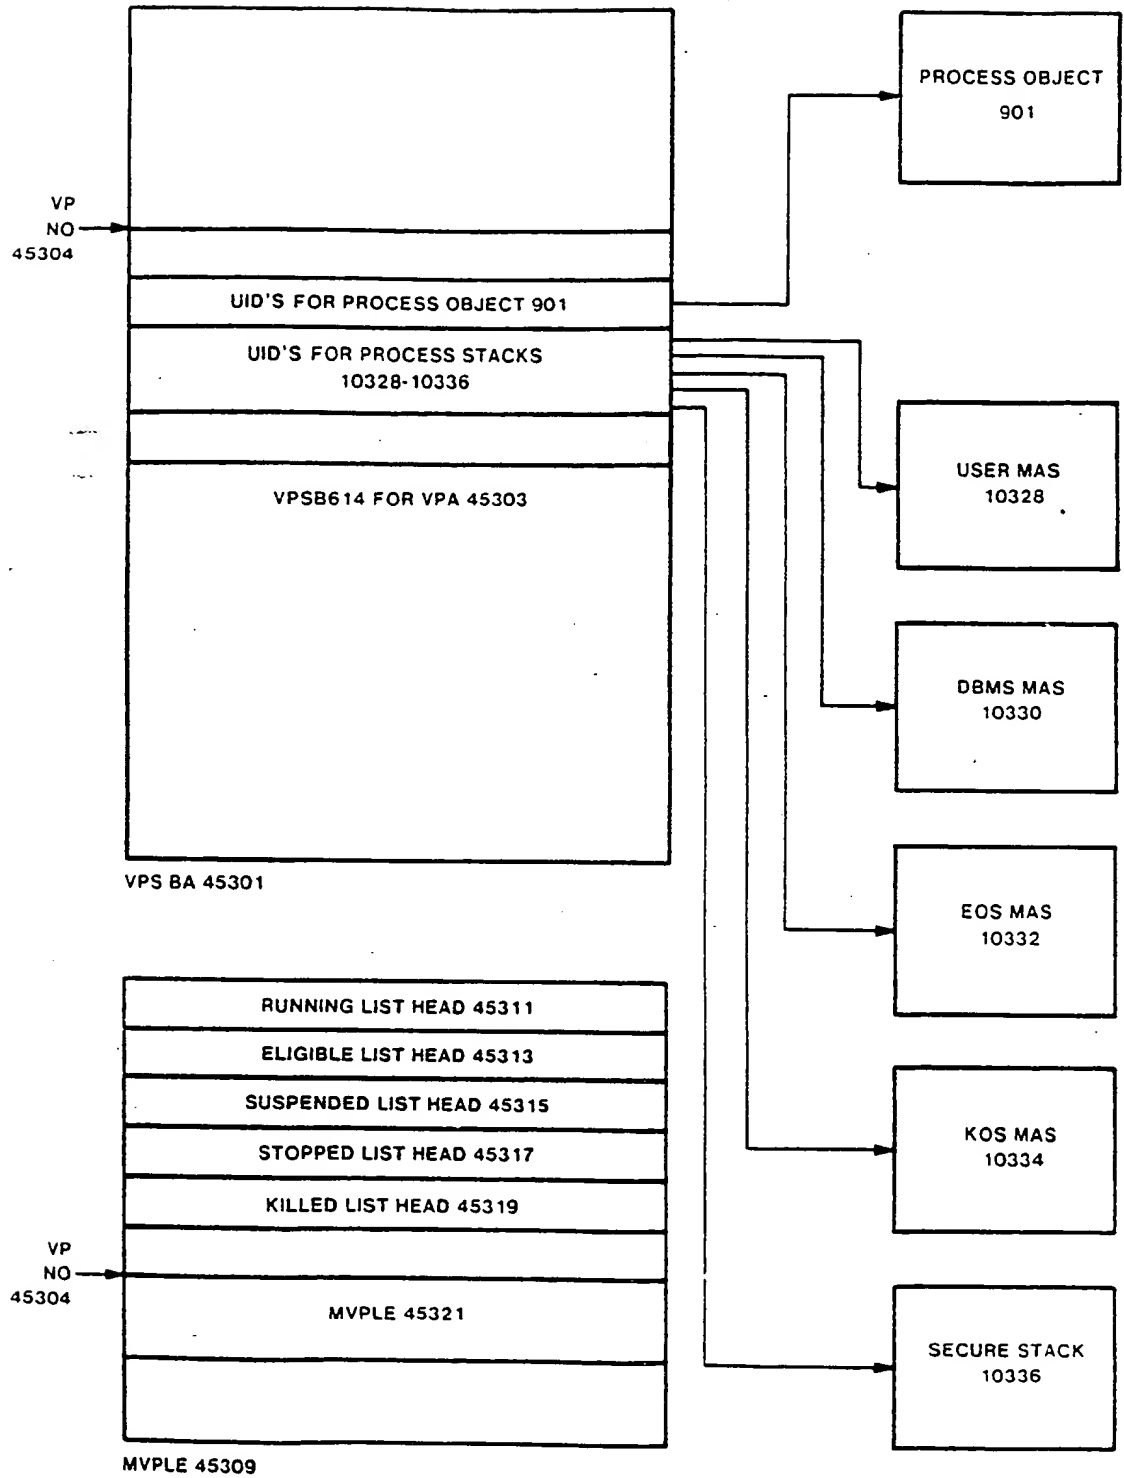 PROCESS OBJECT
901
VP
NO
45304
UID'S FOR PROCESS OBJECT 901
UID'S FOR PROCESS STACKS
10328-10336
VPSB614 FOR VPA 45303
USER MAS
10328
DBMS MAS
10330
VPS BA 45301
EOS MAS
10332
RUNNING LIST HEAD 45311
ELIGIBLE LIST HEAD 45313
SUSPENDED LIST HEAD 45315
STOPPED LIST HEAD 45317
KILLED LIST HEAD 45319
KOS MAS
10334
VP
NO
45304
MVPLE 45321
SECURE STACK
10336
MVPLE 45309